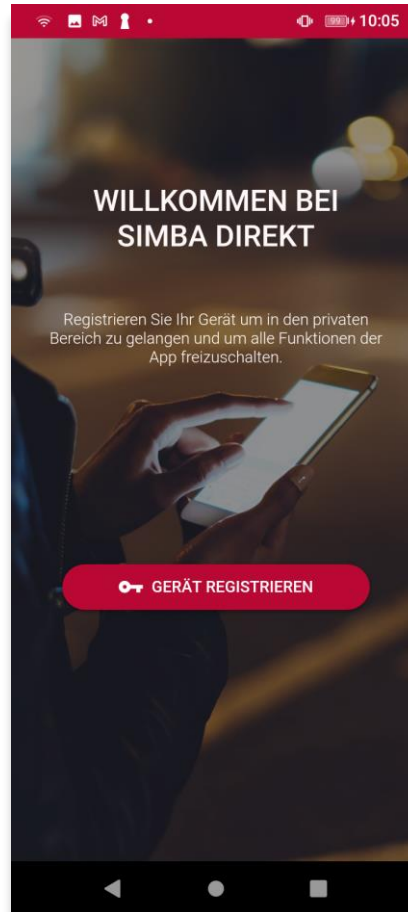 99 10:05
WILLKOMMEN BEI
SIMBA DIREKT
Registrieren Sie Ihr Gerät um in den privaten
Bereich zu gelangen und um alle Funktionen der
App freizuschalten.
GERÄT REGISTRIEREN